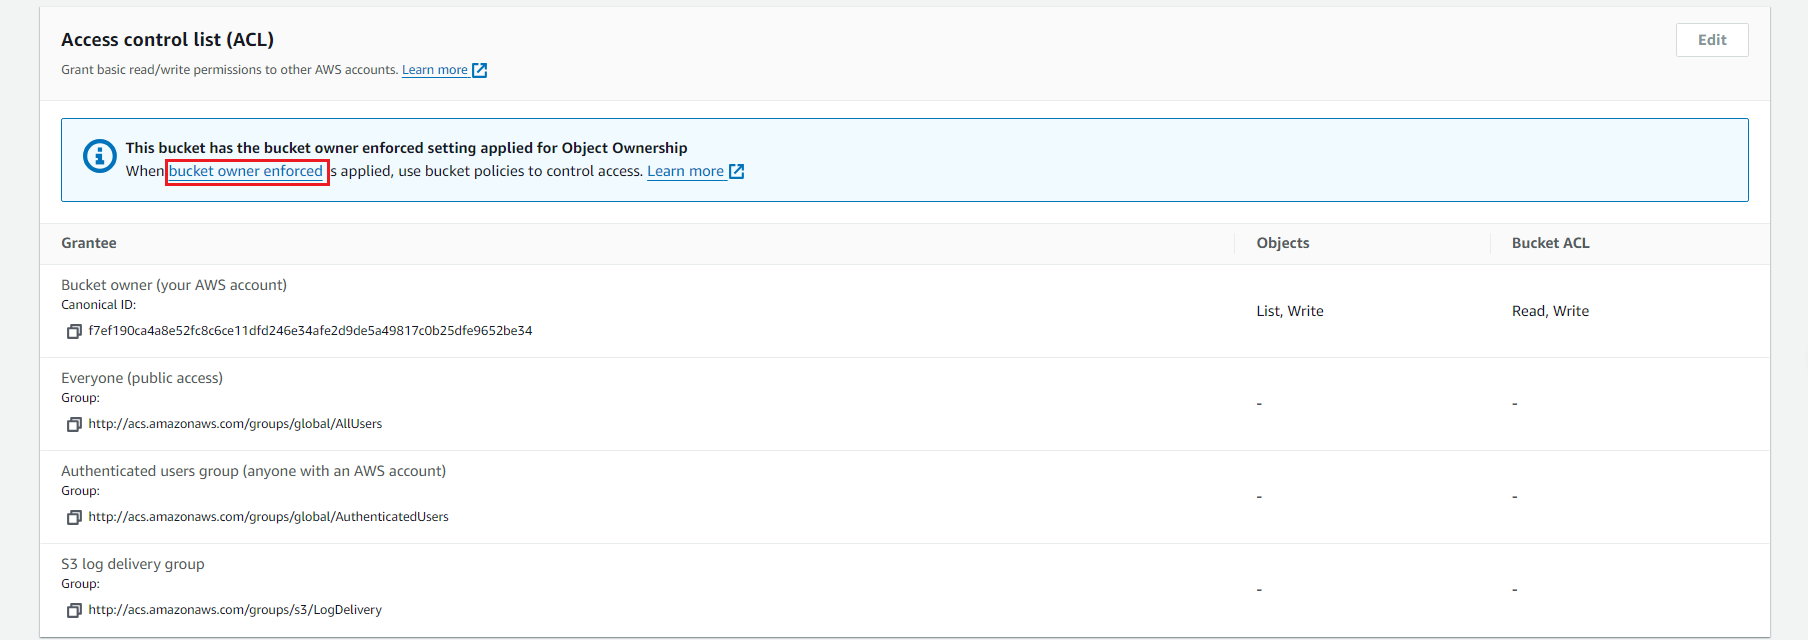 Access control list (ACL)
Edit
Grant basic read/write permissions to other AWS accounts. Learn more
This bucket has the bucket owner enforced setting applied for Object Ownership
When bucket owner enforced is applied, use bucket policies to control access. Learn more
Grantee Objects Bucket ACL
Bucket owner (your AWS account)
Canonical ID:
f7ef190ca4a8e52fc8c6ce11dfd246e34afe2d9de5a49817c0b25dfe9652be34
List, Write Read, Write
Everyone (public access)
Group:
http://acs.amazonaws.com/groups/global/AllUsers
- -
Authenticated users group (anyone with an AWS account)
Group:
http://acs.amazonaws.com/groups/global/AuthenticatedUsers
- -
S3 log delivery group
Group:
http://acs.amazonaws.com/groups/s3/LogDelivery
- -